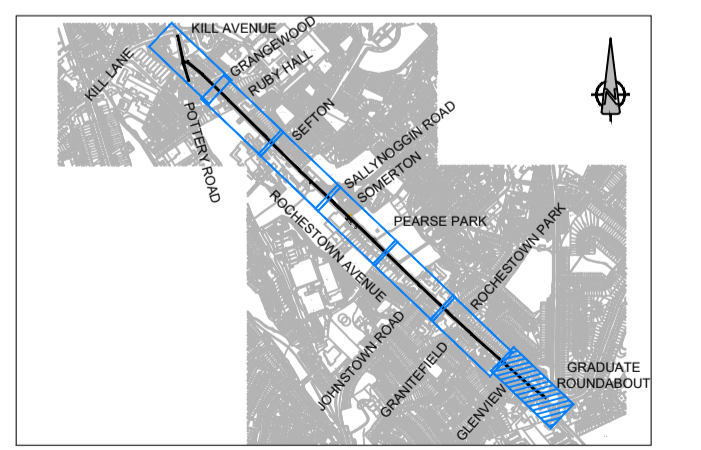 KILL AVENUE
GRANGEWOOD
KILL LANE
RUBY HALL
POTTERY ROAD
SEFTON
SALLYNOGGIN ROAD
SOMERTON
ROCHESTOWN AVENUE
PEARSE PARK
ROCHESTOWN PARK
JOHNSTOWN ROAD
GRANITEFIELD
GLENVIEW
GRADUATE
ROUNDABOUT
N